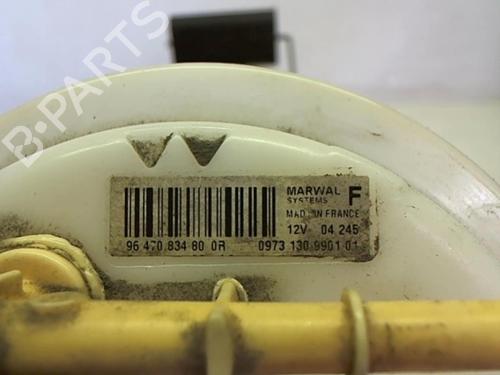 B-PARTS
MARWAL F
SYSTEMS
MADE IN FRANCE
12V 04 245
96 470 834 80 0R 0973 130 9901 01